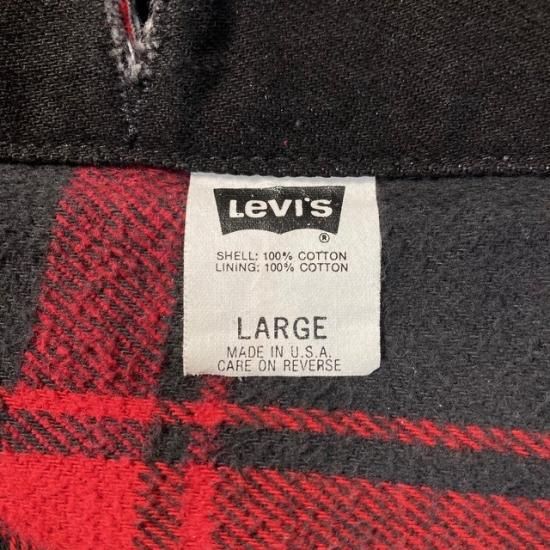 Levi's
®
SHELL: 100% COTTON
LINING: 100% COTTON
LARGE
MADE IN U.S.A.
CARE ON REVERSE